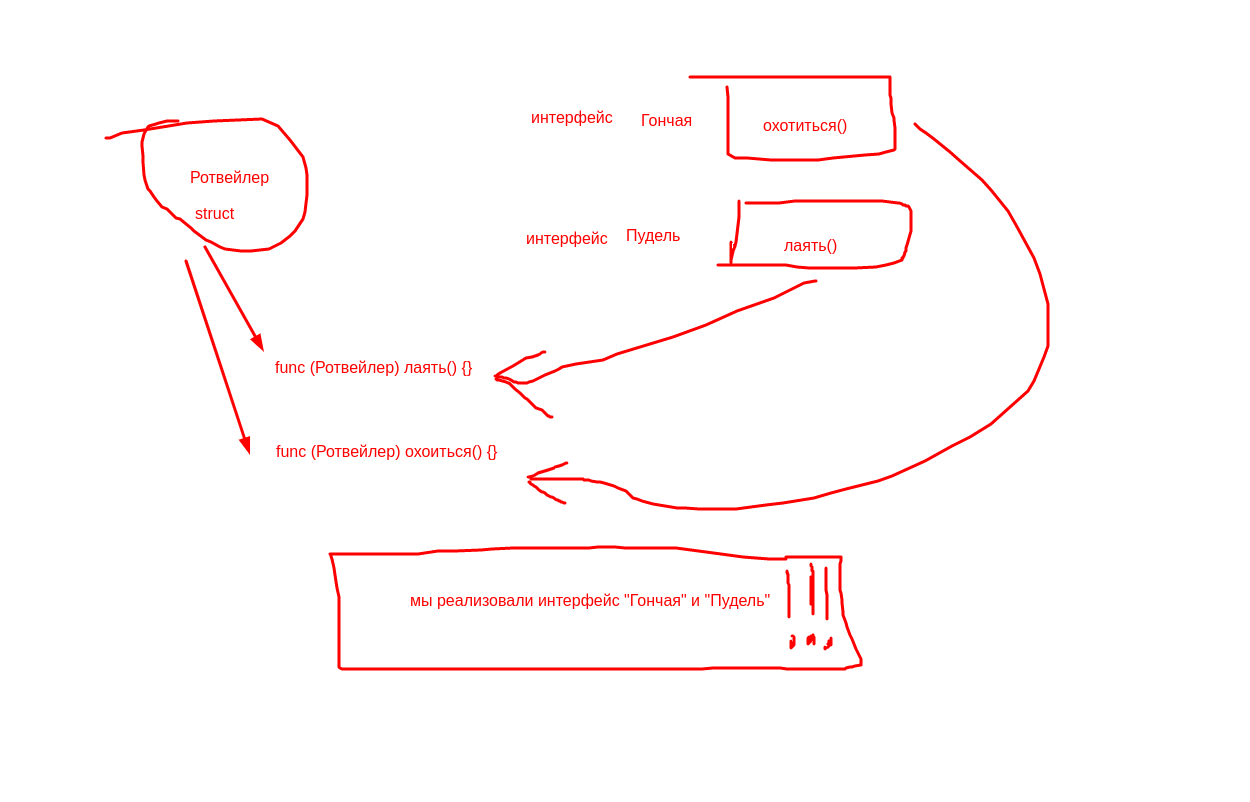 интерфейс Гончая охотиться()
Ротвейлер
struct
интерфейс Пудель лаять()
func (Ротвейлер) лаять() {}
func (Ротвейлер) охоиться() {}
мы реализовали интерфейс "Гончая" и "Пудель" !!!